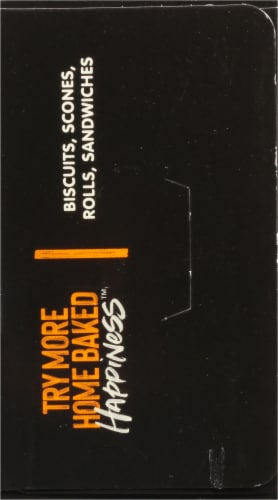 TRY MORE
HOME BAKED
HAPPINESS™
BISCUITS, SCONES,
ROLLS, SANDWICHES